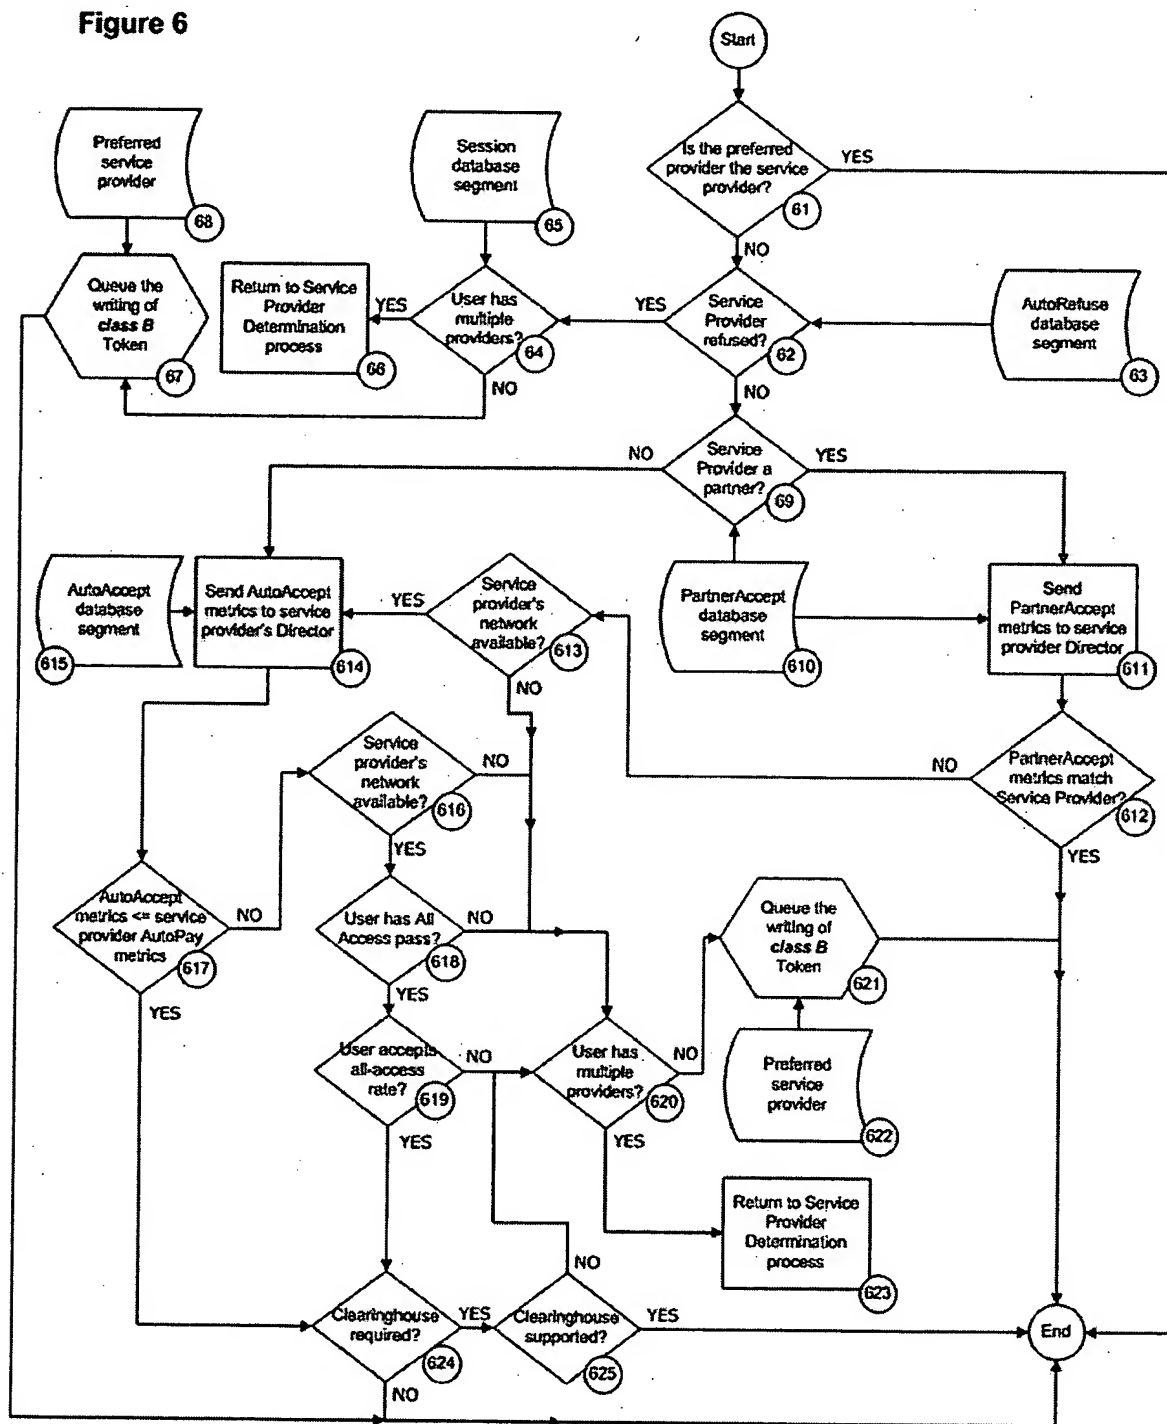 Figure 6
Start
Preferred
service
provider
68
Session
database
segment
65
Is the preferred
provider the service
provider?
61
YES
NO
Queue the
writing of
class B
Token
67
Return to Service
Provider
Determination
process
66
YES
User has
multiple
providers?
64
NO
YES
Service
Provider
refused?
62
NO
AutoRefuse
database
segment
63
NO
Service
Provider a
partner?
69
YES
AutoAccept
database
segment
615
Send AutoAccept
metrics to service
provider's Director
614
YES
Service
provider's
network
available?
613
NO
PartnerAccept
database
segment
610
Send
PartnerAccept
metrics to service
provider Director
611
Service
provider's
network
available?
616
NO
YES
NO
PartnerAccept
metrics match
Service Provider?
612
YES
AutoAccept
metrics <= service
provider AutoPay
metrics
617
NO
YES
User has All
Access pass?
618
NO
YES
Queue the
writing of
class B
Token
621
User accepts
all-access
rate?
619
NO
YES
User has
multiple
providers?
620
NO
YES
Preferred
service
provider
622
Return to Service
Provider
Determination
process
623
Clearinghouse
required?
624
YES
NO
Clearinghouse
supported?
625
NO
YES
End